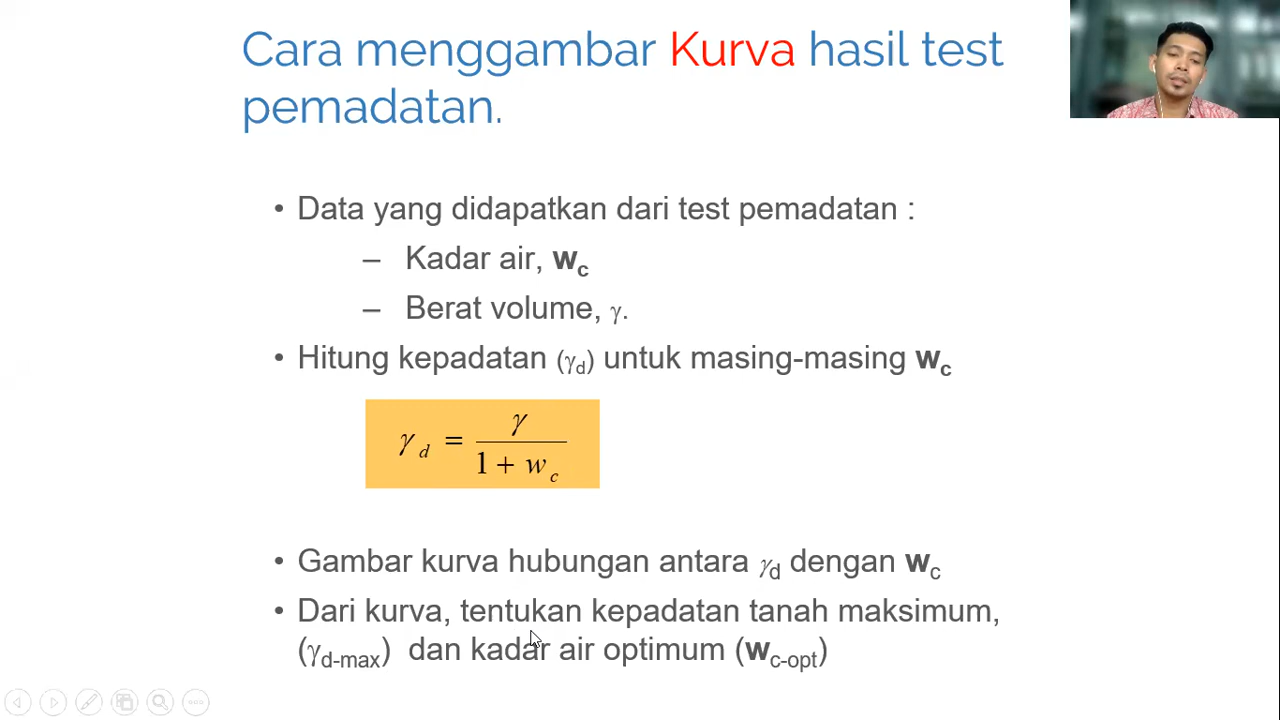 Cara menggambar Kurva hasil test
pemadatan.
• Data yang didapatkan dari test pemadatan :
– Kadar air, wc
– Berat volume, γ.
• Hitung kepadatan (γd) untuk masing-masing wc
γd = γ / (1 + wc)
• Gambar kurva hubungan antara γd dengan wc
• Dari kurva, tentukan kepadatan tanah maksimum,
(γd-max) dan kadar air optimum (wc-opt)